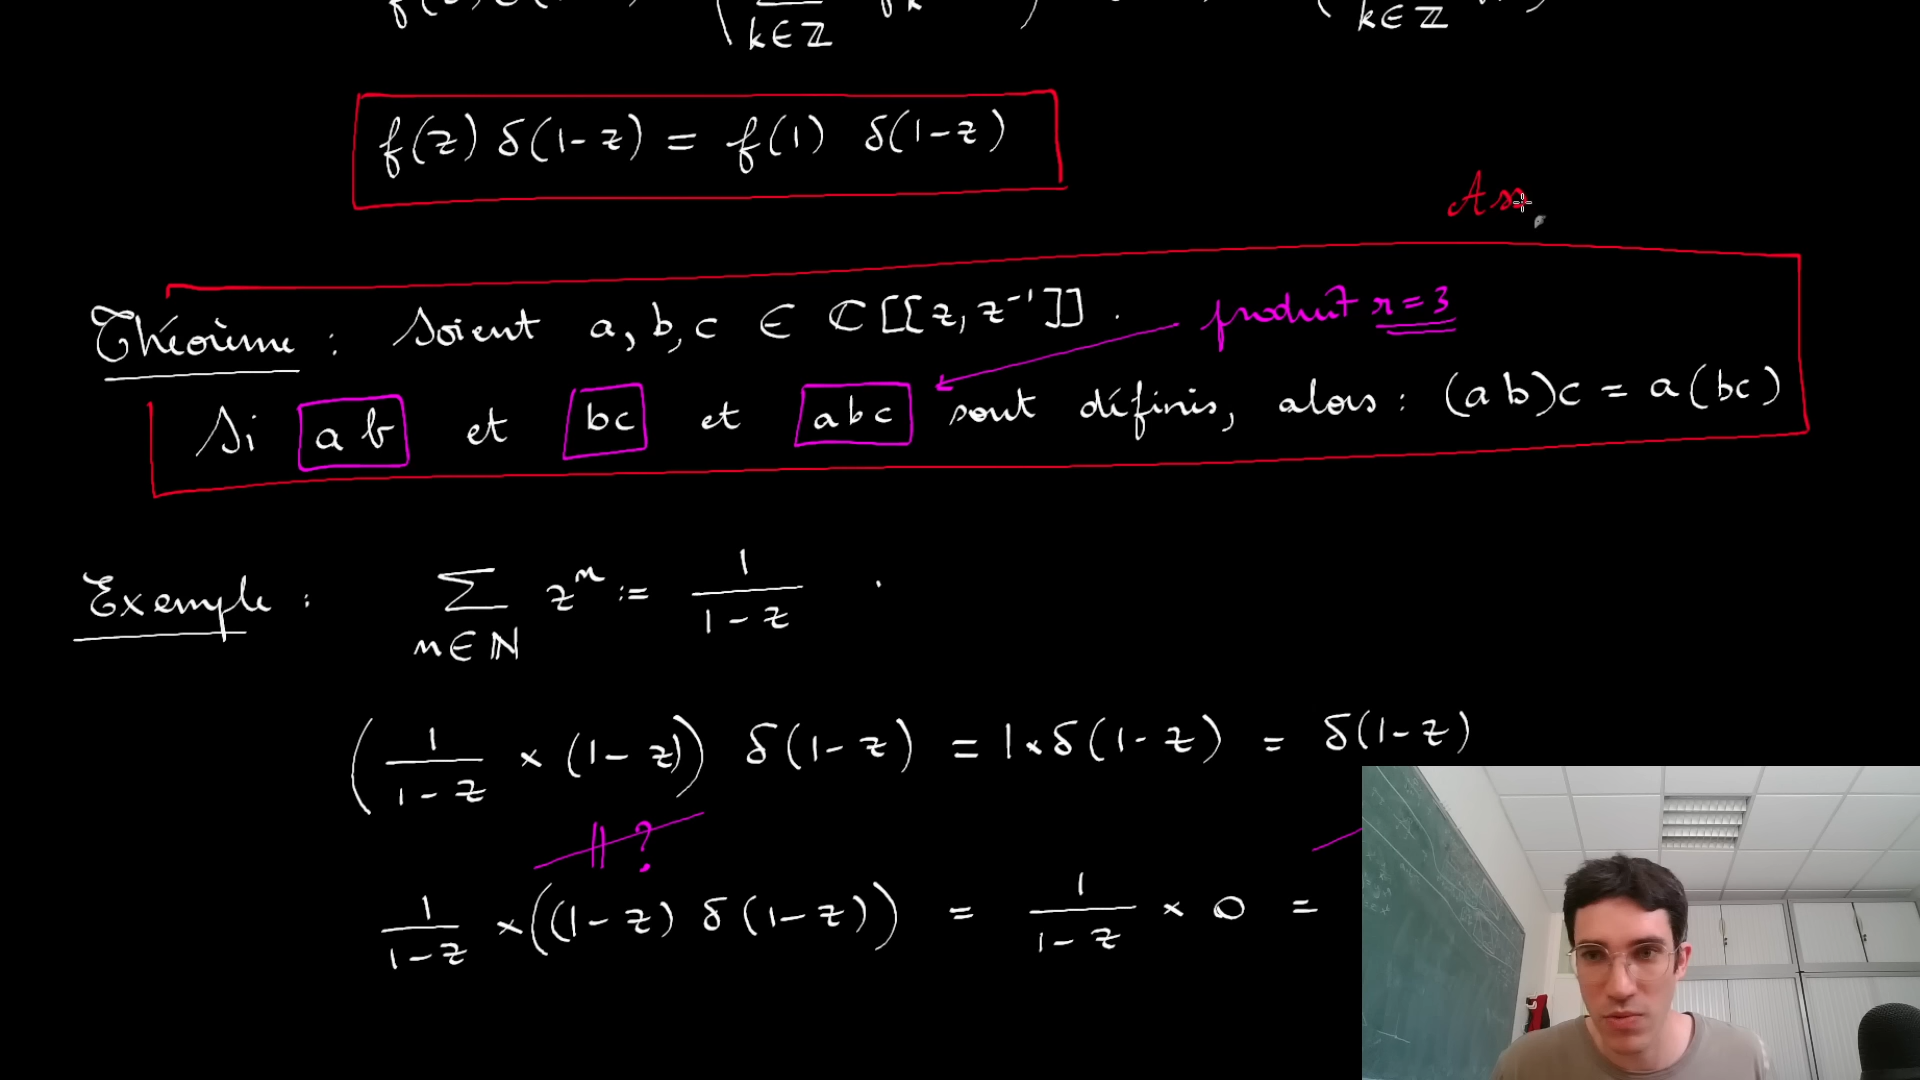 k∈ℤ k∈ℤ
f(z) δ(1-z) = f(1) δ(1-z)
Ass
Théorème : Soient a, b, c ∈ ℂ[[z, z⁻¹]] . produit r=3
Si ab et bc et abc sont définis, alors : (ab)c = a(bc)
Exemple : ∑ zⁿ := 1/(1-z) .
n∈ℕ
(1/(1-z) × (1-z)) δ(1-z) = 1×δ(1-z) = δ(1-z)
|| ?
1/(1-z) × ((1-z) δ(1-z)) = 1/(1-z) × 0 =